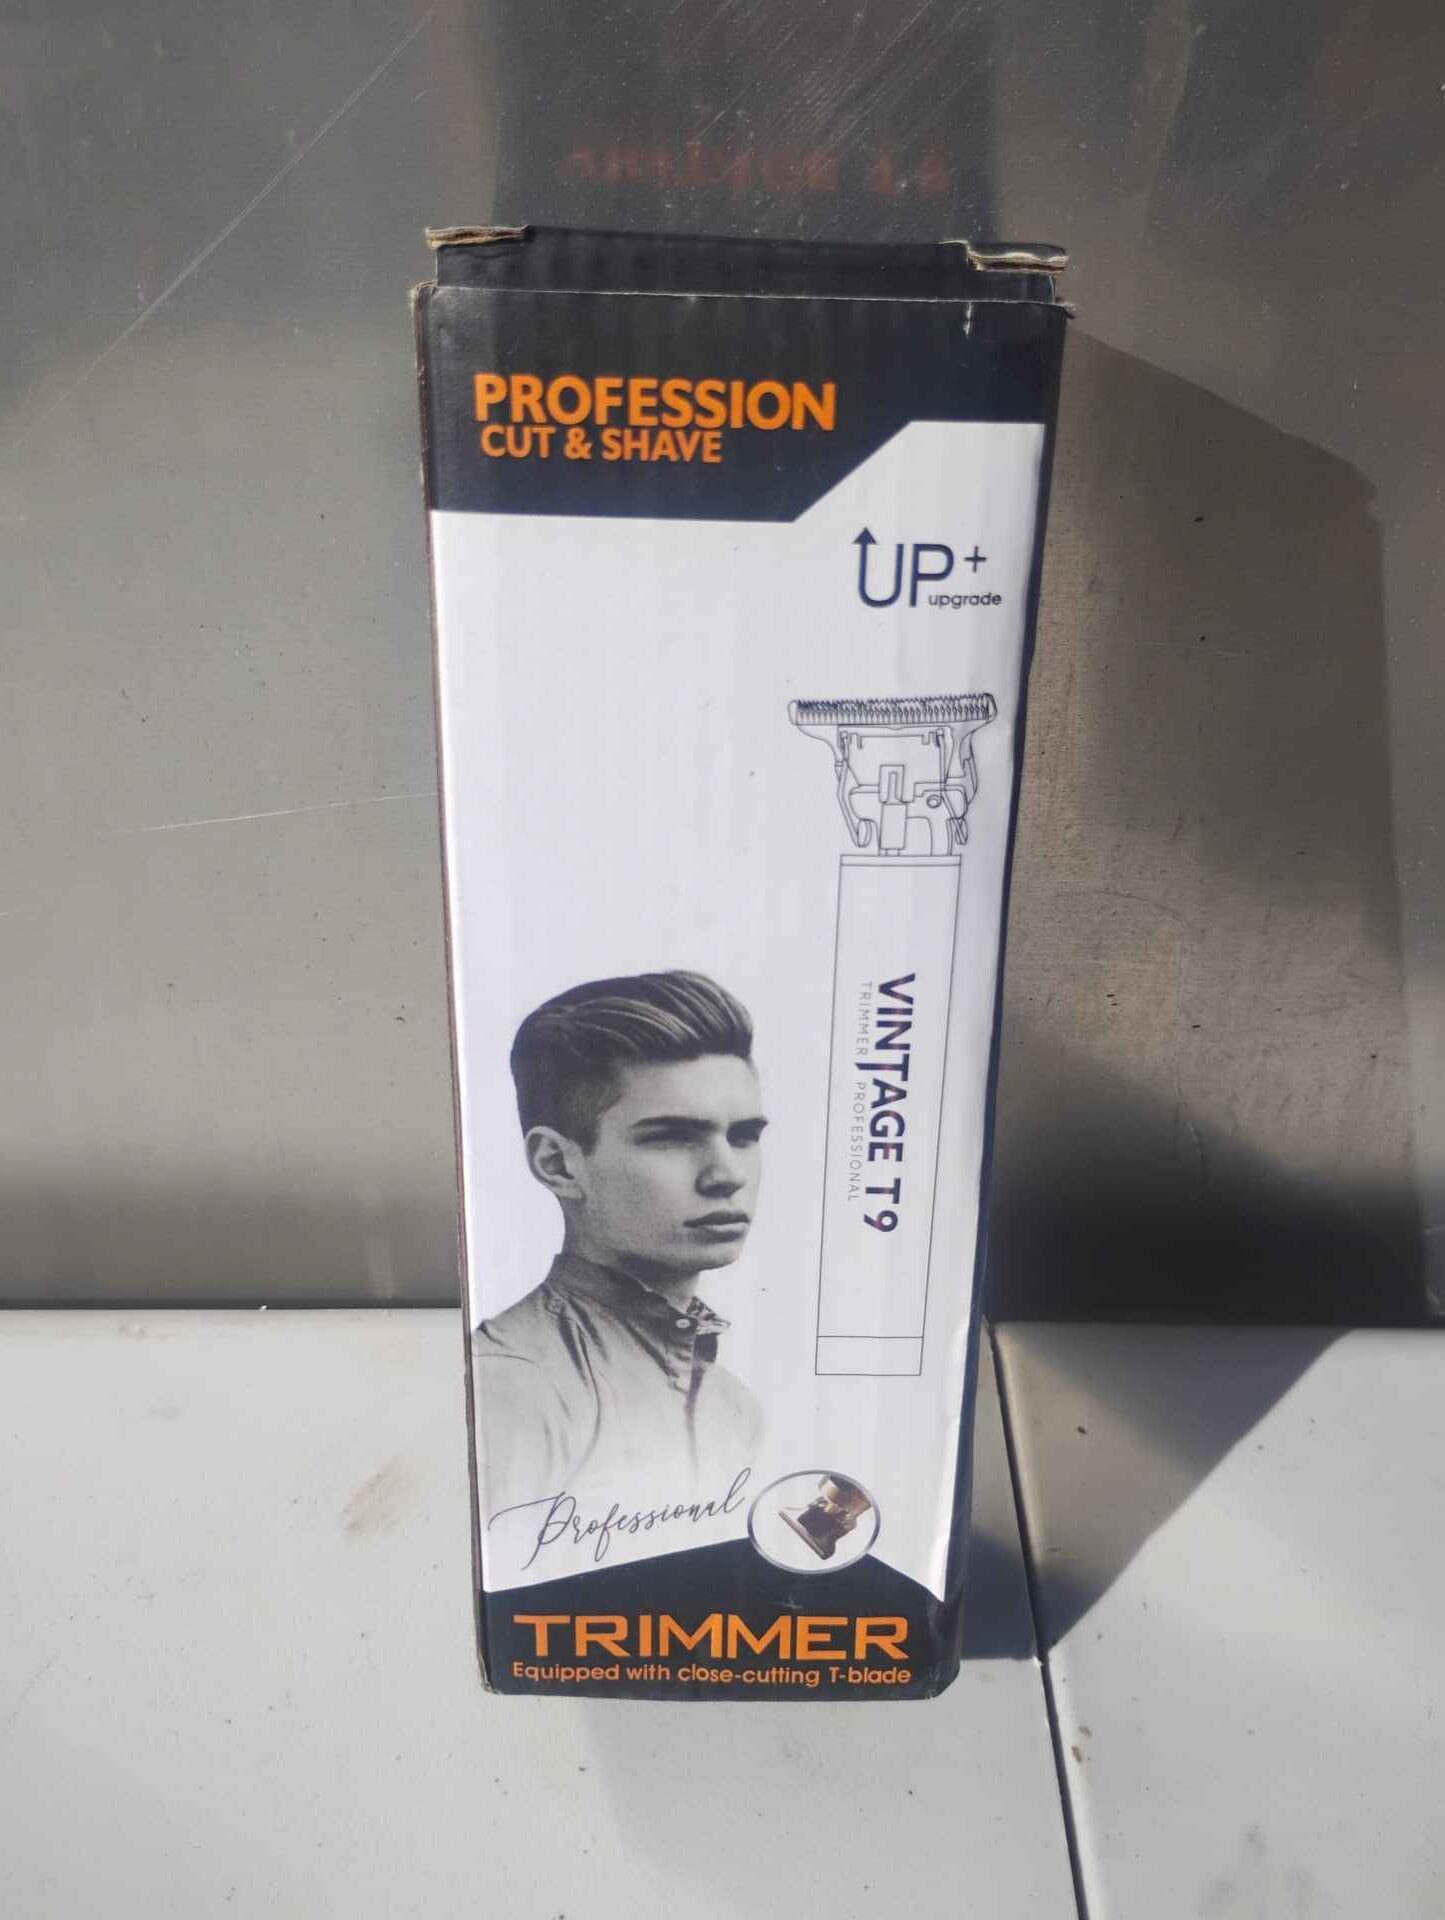 PROFESSION
CUT & SHAVE
UP+
upgrade
VINTAGE T9
TRIMMER PROFESSIONAL
Professional
TRIMMER
Equipped with close-cutting T-blade